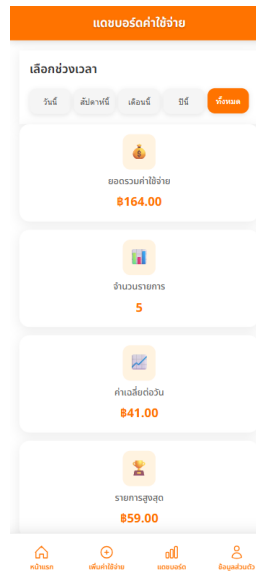 แดชบอร์ดค่าใช้จ่าย
เลือกช่วงเวลา
วันนี้ สัปดาห์นี้ เดือนนี้ ปีนี้ ทั้งหมด
ยอดรวมค่าใช้จ่าย
฿164.00
จำนวนรายการ
5
ค่าเฉลี่ยต่อวัน
฿41.00
รายการสูงสุด
฿59.00
หน้าแรก เพิ่มค่าใช้จ่าย แดชบอร์ด ข้อมูลส่วนตัว